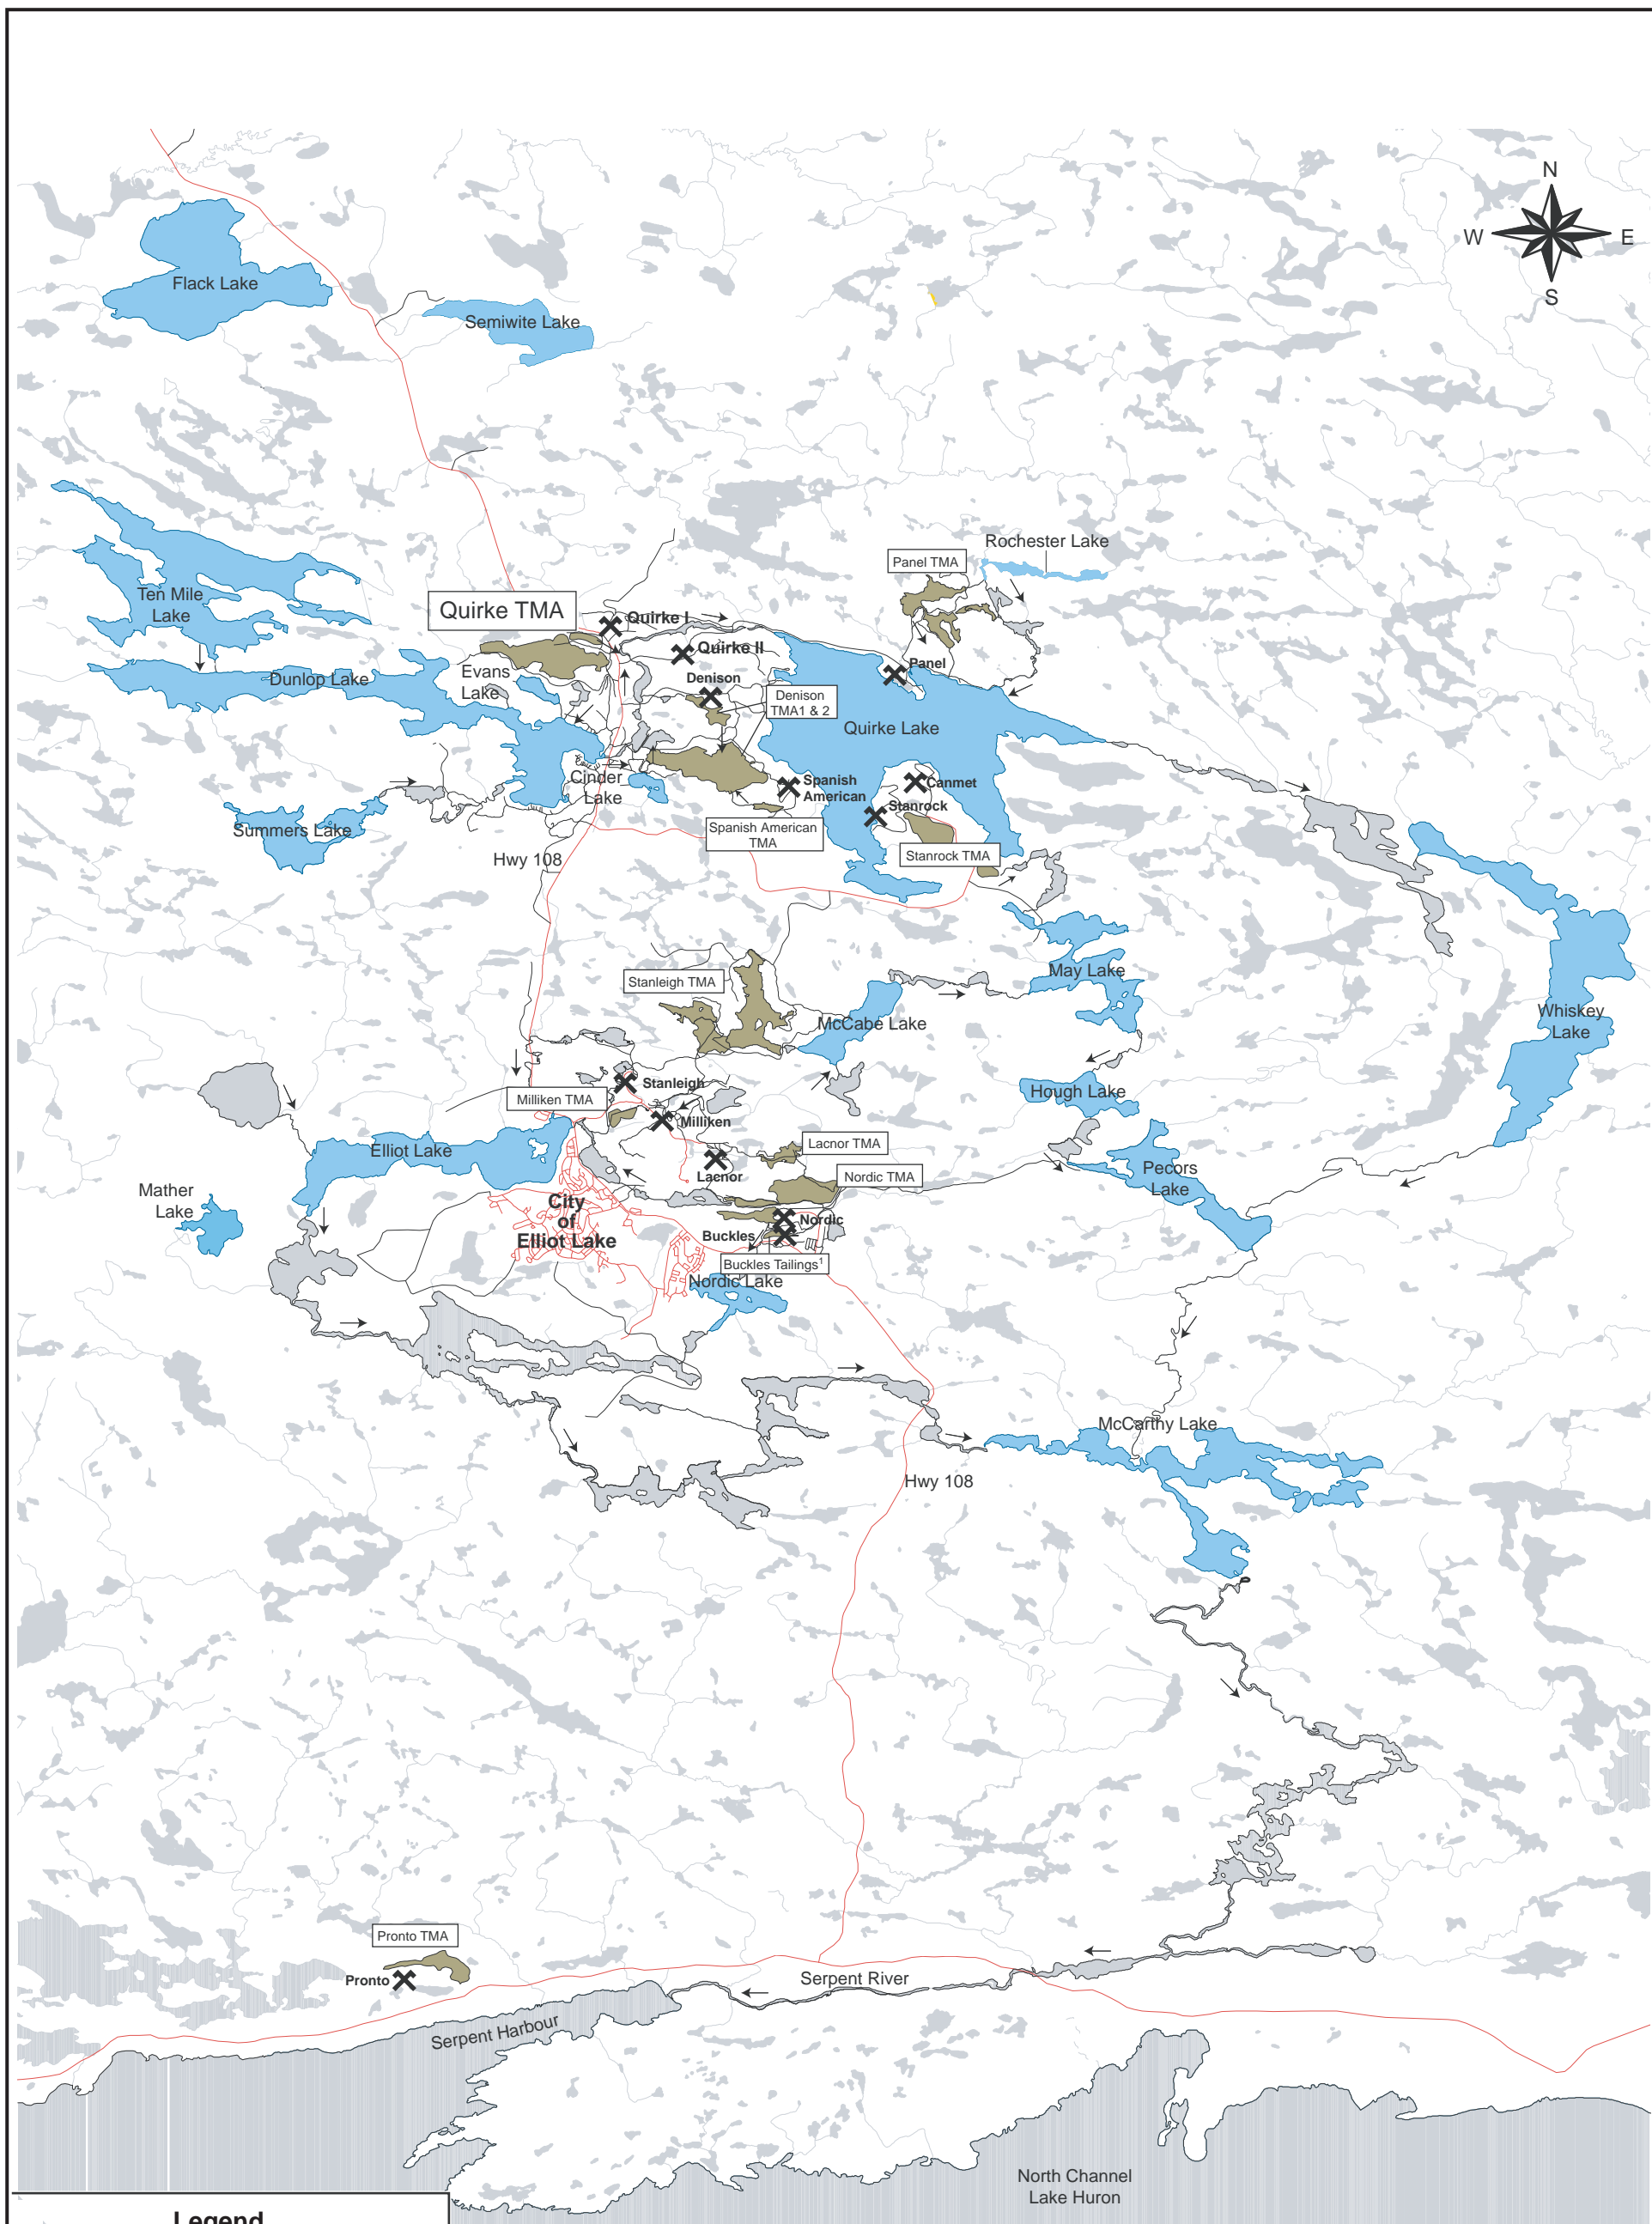 N
W
E
S
Flack Lake
Semiwite Lake
Rochester Lake
Panel TMA
Ten Mile
Lake
Quirke TMA
Quirke I
Quirke II
Panel
Dunlop Lake
Evans
Lake
Denison
Denison
TMA1 & 2
Quirke Lake
Cinder
Lake
Spanish
American
Canmet
Stanrock
Summers Lake
Spanish American
TMA
Stanrock TMA
Hwy 108
Stanleigh TMA
May Lake
McCabe Lake
Whiskey
Lake
Stanleigh
Milliken TMA
Hough Lake
Milliken
Elliot Lake
Lacnor TMA
Lacnor
Nordic TMA
Pecors
Lake
Mather
Lake
City
of
Elliot Lake
Nordic
Buckles
Buckles Tailings¹
Nordic Lake
McCarthy Lake
Hwy 108
Pronto TMA
Pronto
Serpent River
Serpent Harbour
North Channel
Lake Huron
Legend